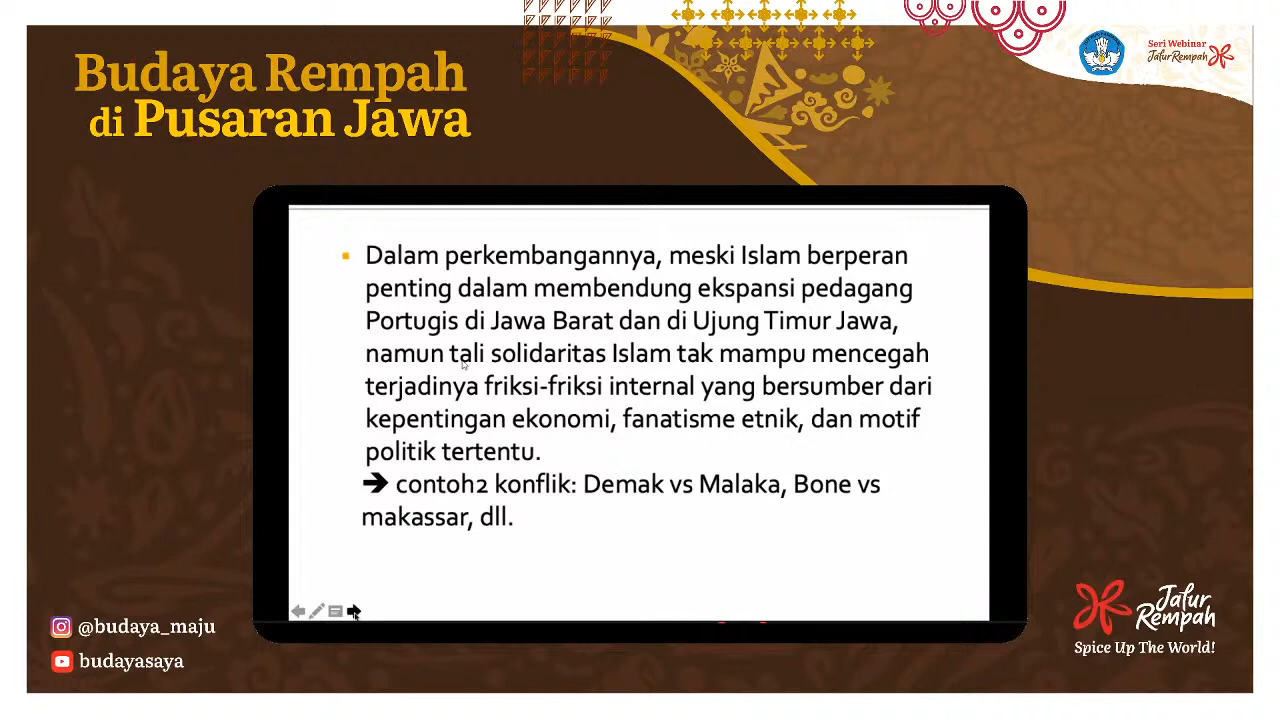 Budaya Rempah
di Pusaran Jawa
Seri Webinar
Jalur Rempah
Dalam perkembangannya, meski Islam berperan
penting dalam membendung ekspansi pedagang
Portugis di Jawa Barat dan di Ujung Timur Jawa,
namun tali solidaritas Islam tak mampu mencegah
terjadinya friksi-friksi internal yang bersumber dari
kepentingan ekonomi, fanatisme etnik, dan motif
politik tertentu.
➔ contoh2 konflik: Demak vs Malaka, Bone vs
makassar, dll.
@budaya_maju
budayasaya
Jalur
Rempah
Spice Up The World!